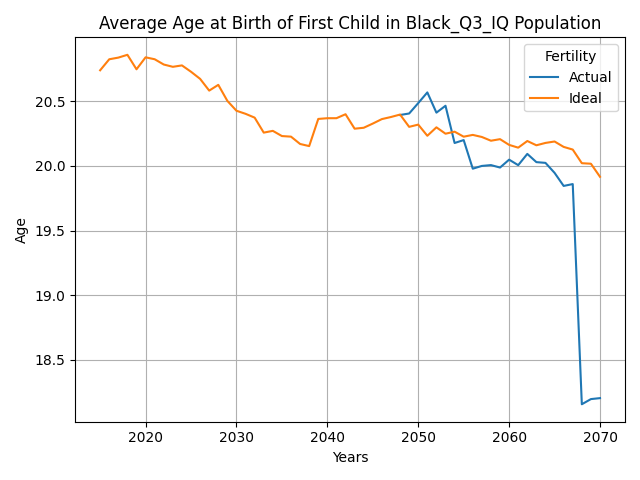 Average Age at Birth of First Child in Black_Q3_IQ Population
Fertility
Actual
Ideal
Age
20.5
20.0
19.5
19.0
18.5
2020
2030
2040
2050
2060
2070
Years